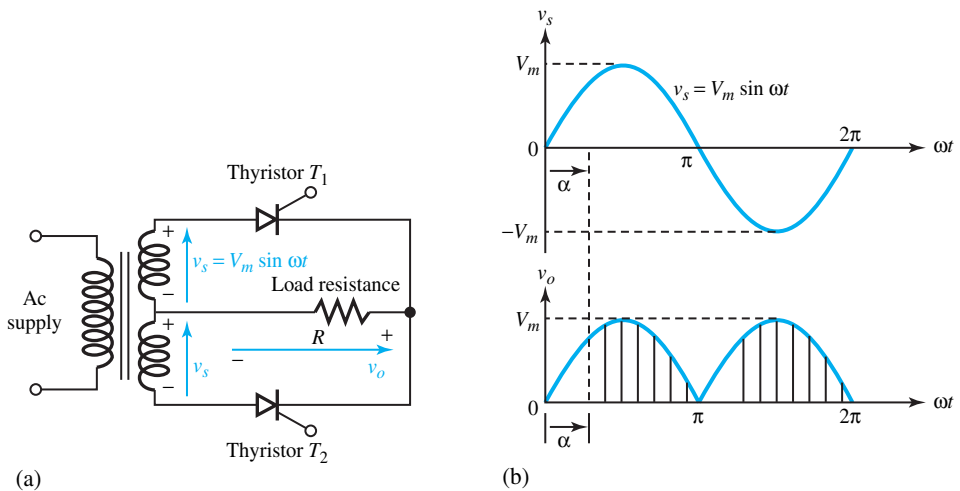 Thyristor T1
+
vs = Vm sin ωt
−
Load resistance
Ac
supply
+
R
+
−
vs
vo
−
Thyristor T2
(a)
vs
Vm
vs = Vm sin ωt
2π
0
π
ωt
α
−Vm
vo
Vm
0
π
2π
ωt
α
(b)